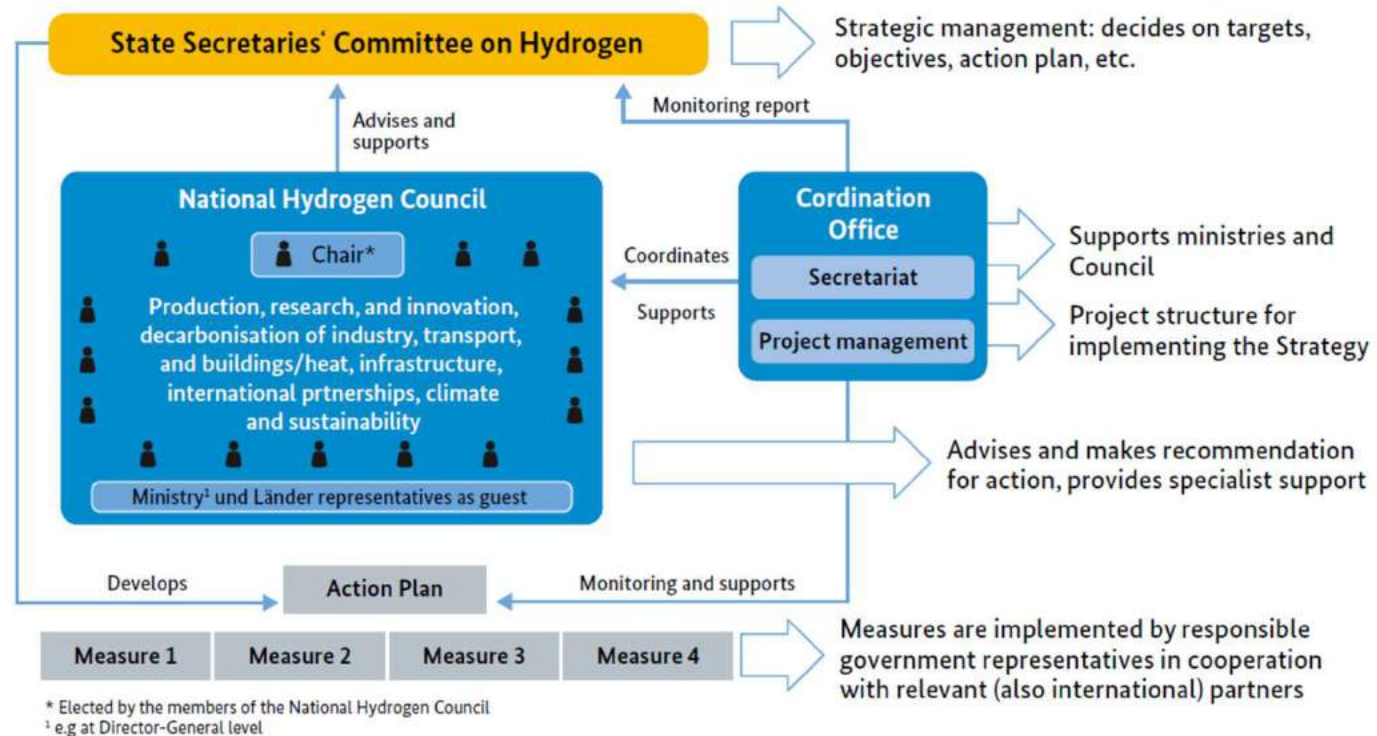 State Secretaries‘ Committee on Hydrogen
Strategic management: decides on targets,
objectives, action plan, etc.
Advises and
supports
Monitoring report
National Hydrogen Council
Chair*
Production, research, and innovation,
decarbonisation of industry, transport,
and buildings/heat, infrastructure,
international prtnerships, climate
and sustainability
Ministry¹ und Länder representatives as guest
Coordinates
Supports
Cordination
Office
Secretariat
Project management
Supports ministries and
Council
Project structure for
implementing the Strategy
Advises and makes recommendation
for action, provides specialist support
Develops
Action Plan
Monitoring and supports
Measure 1
Measure 2
Measure 3
Measure 4
Measures are implemented by responsible
government representatives in cooperation
with relevant (also international) partners
* Elected by the members of the National Hydrogen Council
¹ e.g at Director-General level